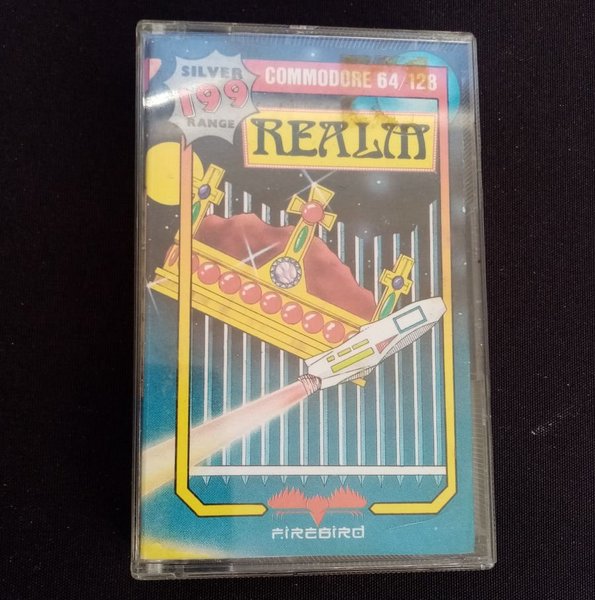 SILVER
199
RANGE
COMMODORE 64/128
REALM
FIREBIRD